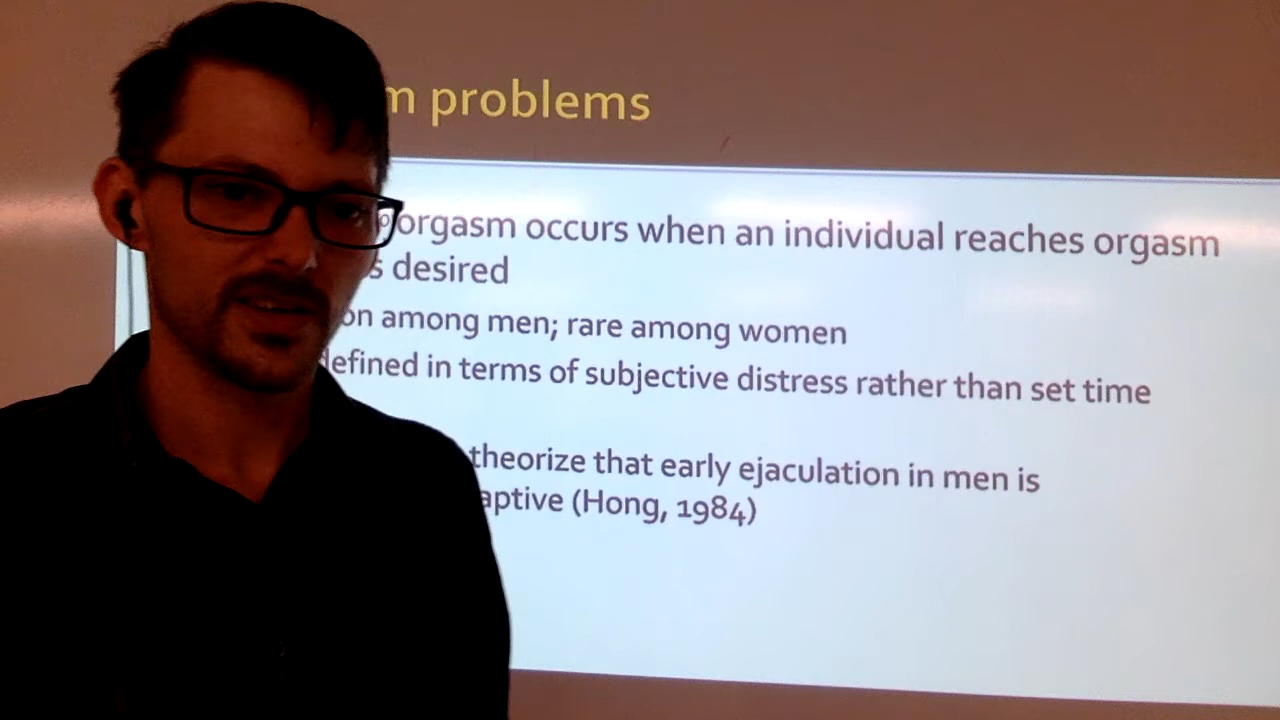 m problems
orgasm occurs when an individual reaches orgasm
s desired
on among men; rare among women
defined in terms of subjective distress rather than set time
theorize that early ejaculation in men is
aptive (Hong, 1984)